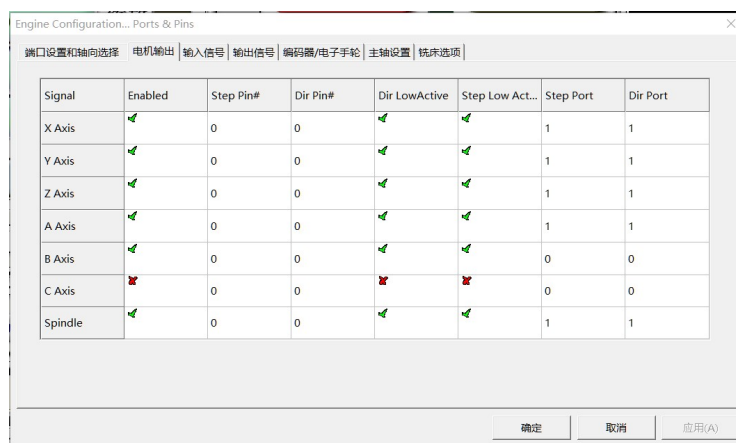 Engine Configuration... Ports & Pins
端口设置和轴向选择 电机输出 输入信号 输出信号 编码器/电子手轮 主轴设置 铣床选项
Signal Enabled Step Pin# Dir Pin# Dir LowActive Step Low Act... Step Port Dir Port
X Axis 0 0 1 1
Y Axis 0 0 1 1
Z Axis 0 0 1 1
A Axis 0 0 1 1
B Axis 0 0 0 0
C Axis 0 0 0 0
Spindle 0 0 1 1
确定 取消 应用(A)